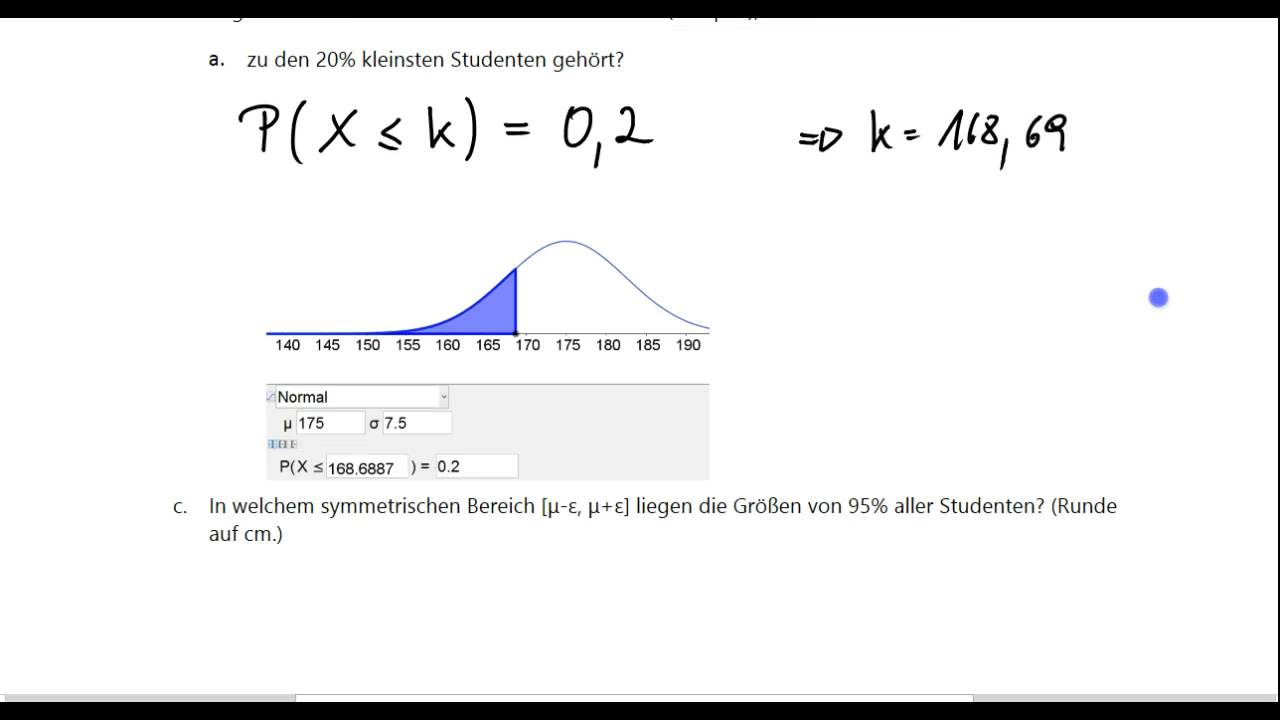 a. zu den 20% kleinsten Studenten gehört?
P(X ≤ k) = 0,2 ⇒ k = 168,69
140 145 150 155 160 165 170 175 180 185 190
Normal
μ 175 σ 7.5
P(X ≤ 168.6887 ) = 0.2
c. In welchem symmetrischen Bereich [μ-ε, μ+ε] liegen die Größen von 95% aller Studenten? (Runde
auf cm.)